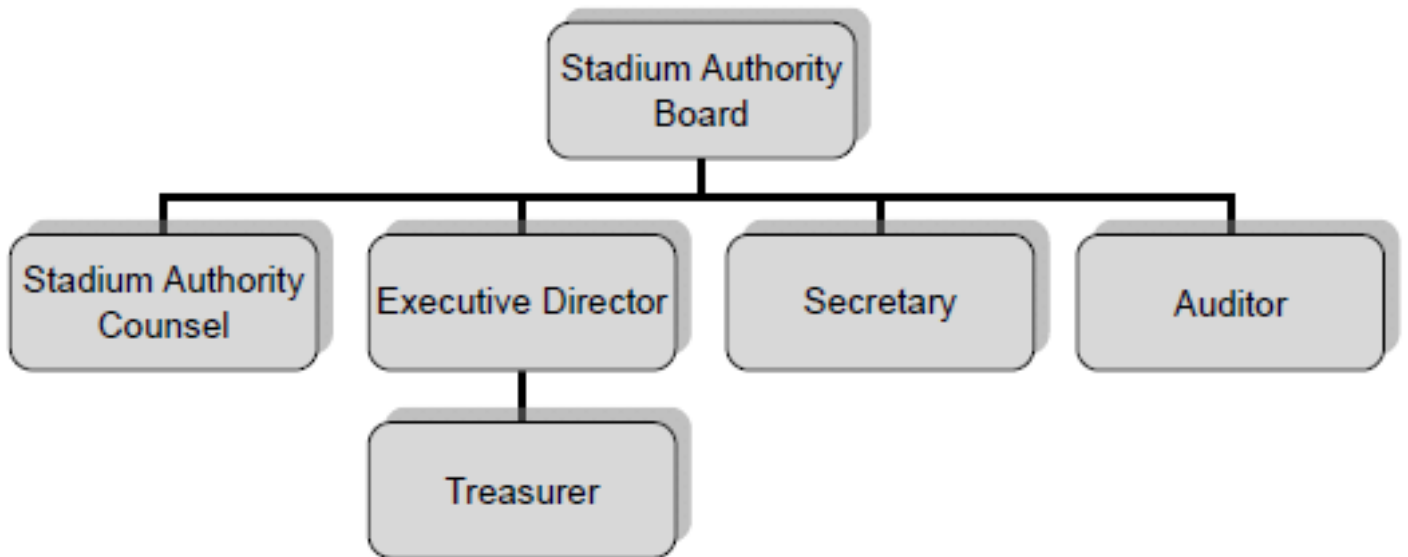 Stadium Authority
Board
Stadium Authority
Counsel
Executive Director
Secretary
Auditor
Treasurer